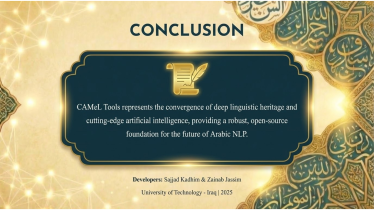 CONCLUSION
CAMeL Tools represents the convergence of deep linguistic heritage and
cutting-edge artificial intelligence, providing a robust, open-source
foundation for the future of Arabic NLP.
Developers: Sajjad Kadhim & Zainab Jassim
University of Technology - Iraq | 2025